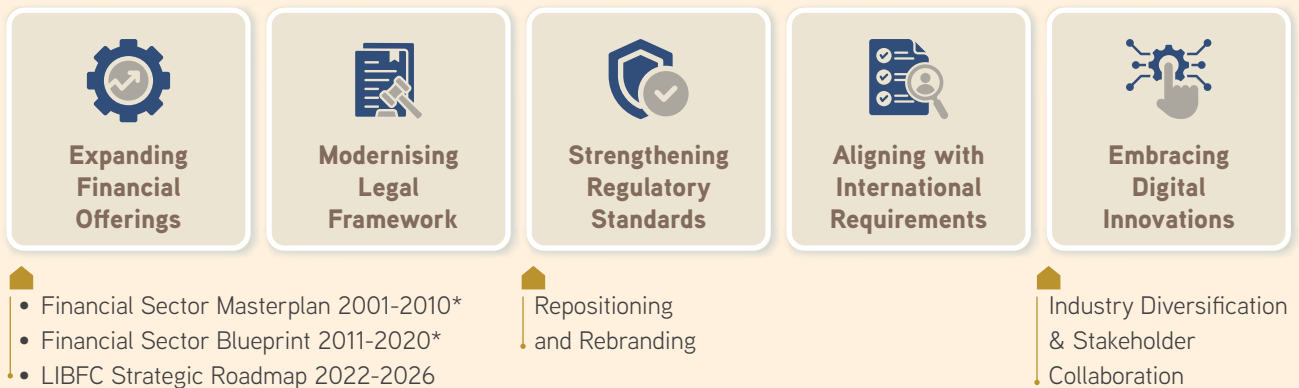 Expanding
Financial
Offerings
Modernising
Legal
Framework
Strengthening
Regulatory
Standards
Aligning with
International
Requirements
Embracing
Digital
Innovations
• Financial Sector Masterplan 2001-2010*
• Financial Sector Blueprint 2011-2020*
• LIBFC Strategic Roadmap 2022-2026
Repositioning
and Rebranding
Industry Diversification
& Stakeholder
Collaboration